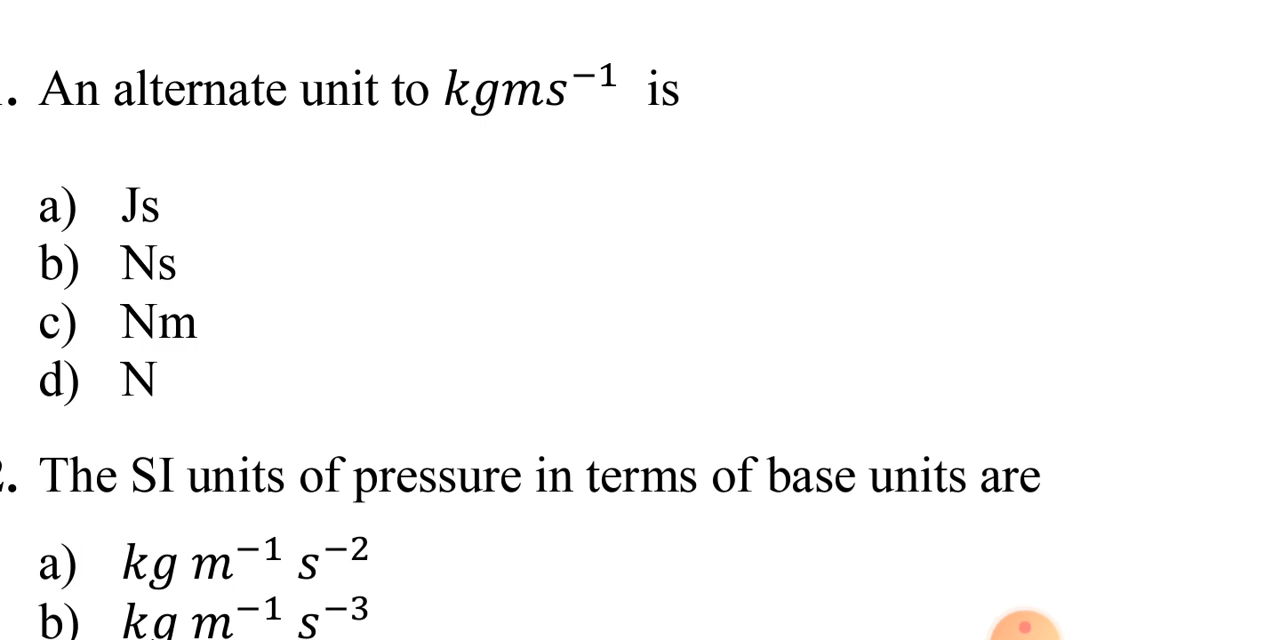 . An alternate unit to kgms⁻¹ is
a) Js
b) Ns
c) Nm
d) N
. The SI units of pressure in terms of base units are
a) kg m⁻¹ s⁻²
b) kg m⁻¹ s⁻³